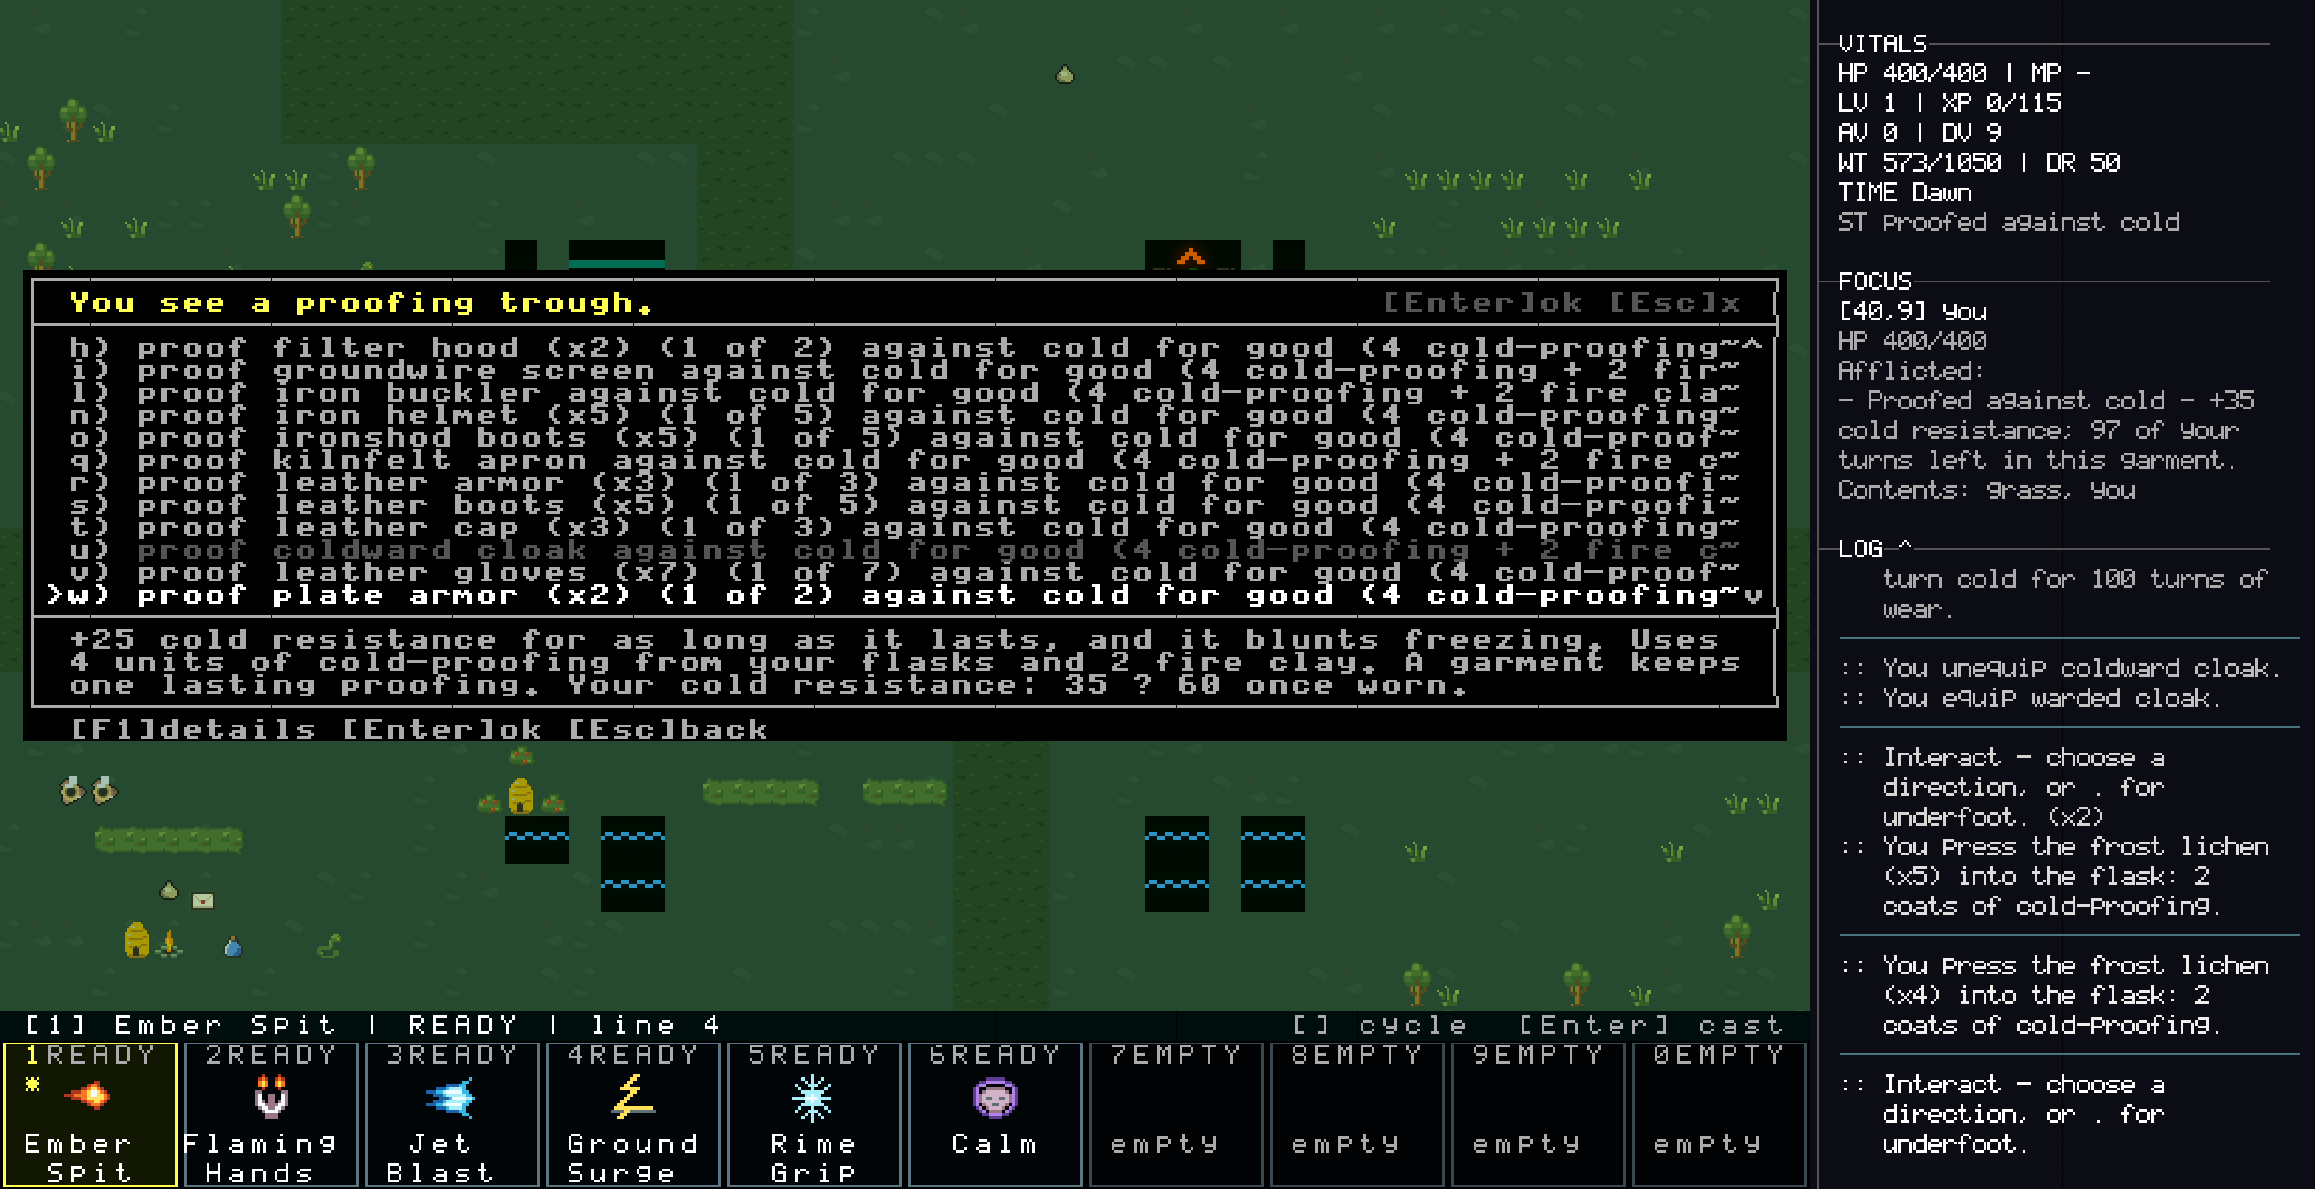 You see a proofing trough. [Enter]ok [Esc]x
h) proof filter hood (x2) (1 of 2) against cold for good (4 cold-proofing~^
i) proof groundwire screen against cold for good (4 cold-proofing + 2 fir~
l) proof iron buckler against cold for good (4 cold-proofing + 2 fire cla~
n) proof iron helmet (x5) (1 of 5) against cold for good (4 cold-proofing~
o) proof ironshod boots (x5) (1 of 5) against cold for good (4 cold-proof~
q) proof kilnfelt apron against cold for good (4 cold-proofing + 2 fire c~
r) proof leather armor (x3) (1 of 3) against cold for good (4 cold-proofi~
s) proof leather boots (x5) (1 of 5) against cold for good (4 cold-proofi~
t) proof leather cap (x3) (1 of 3) against cold for good (4 cold-proofing~
u) proof coldward cloak against cold for good (4 cold-proofing + 2 fire c~
v) proof leather gloves (x7) (1 of 7) against cold for good (4 cold-proof~
>w) proof plate armor (x2) (1 of 2) against cold for good (4 cold-proofing~v
+25 cold resistance for as long as it lasts, and it blunts freezing. Uses
4 units of cold-proofing from your flasks and 2 fire clay. A garment keeps
one lasting proofing. Your cold resistance: 35 ? 60 once worn.
[F1]details [Enter]ok [Esc]back
[1] Ember Spit | READY | line 4 [] cycle [Enter] cast
1READY 2READY 3READY 4READY 5READY 6READY 7EMPTY 8EMPTY 9EMPTY 0EMPTY
*
Ember Flaming Jet Ground Rime Calm empty empty empty empty
Spit Hands Blast Surge Grip
VITALS
HP 400/400 | MP -
LV 1 | XP 0/115
AV 0 | DV 9
WT 573/1050 | DR 50
TIME Dawn
ST Proofed against cold
FOCUS
[40,9] You
HP 400/400
Afflicted:
- Proofed against cold - +35
cold resistance; 97 of your
turns left in this garment.
Contents: grass, You
LOG ^
turn cold for 100 turns of
wear.
:: You unequip coldward cloak.
:: You equip warded cloak.
:: Interact - choose a
direction, or . for
underfoot. (x2)
:: You press the frost lichen
(x5) into the flask: 2
coats of cold-proofing.
:: You press the frost lichen
(x4) into the flask: 2
coats of cold-proofing.
:: Interact - choose a
direction, or . for
underfoot.